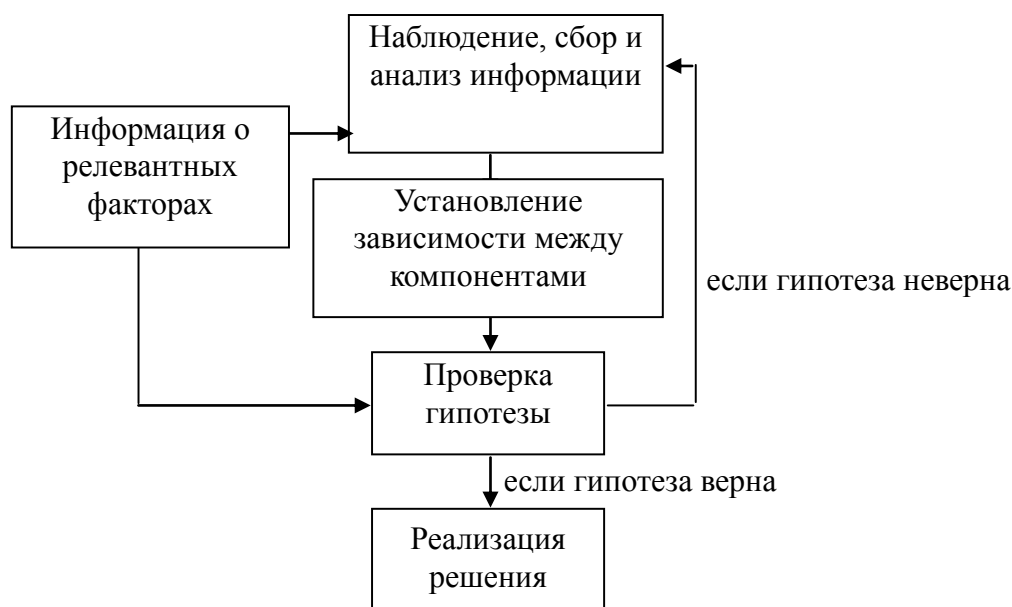 Наблюдение, сбор и
анализ информации
Информация о
релевантных
факторах
Установление
зависимости между
компонентами
если гипотеза неверна
Проверка
гипотезы
если гипотеза верна
Реализация
решения